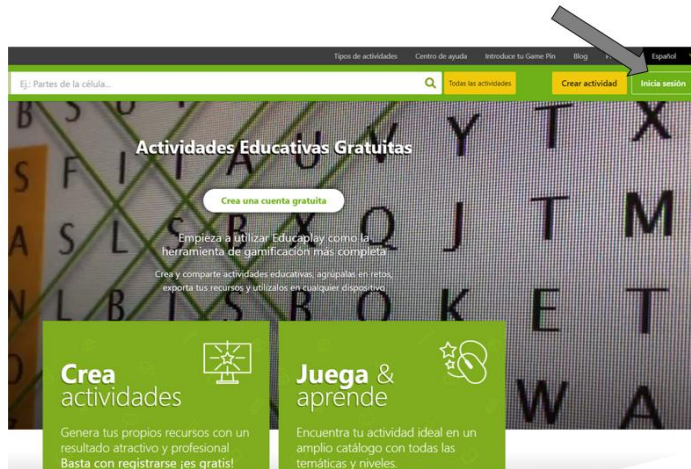 Tipos de actividades Centro de ayuda Introduce tu Game Pin Blog Español
Ej.: Partes de la célula... Todas las actividades Crear actividad Inicia sesión
Actividades Educativas Gratuitas
Crea una cuenta gratuita
Empieza a utilizar Educaplay como la
herramienta de gamificación más completa
Crea y comparte actividades educativas, agrúpalas en retos,
exporta tus recursos y utilízalos en cualquier dispositivo
Crea
actividades
Genera tus propios recursos con un
resultado atractivo y profesional
Basta con registrarse ¡es gratis!
Juega &
aprende
Encuentra tu actividad ideal en un
amplio catálogo con todas las
temáticas y niveles.